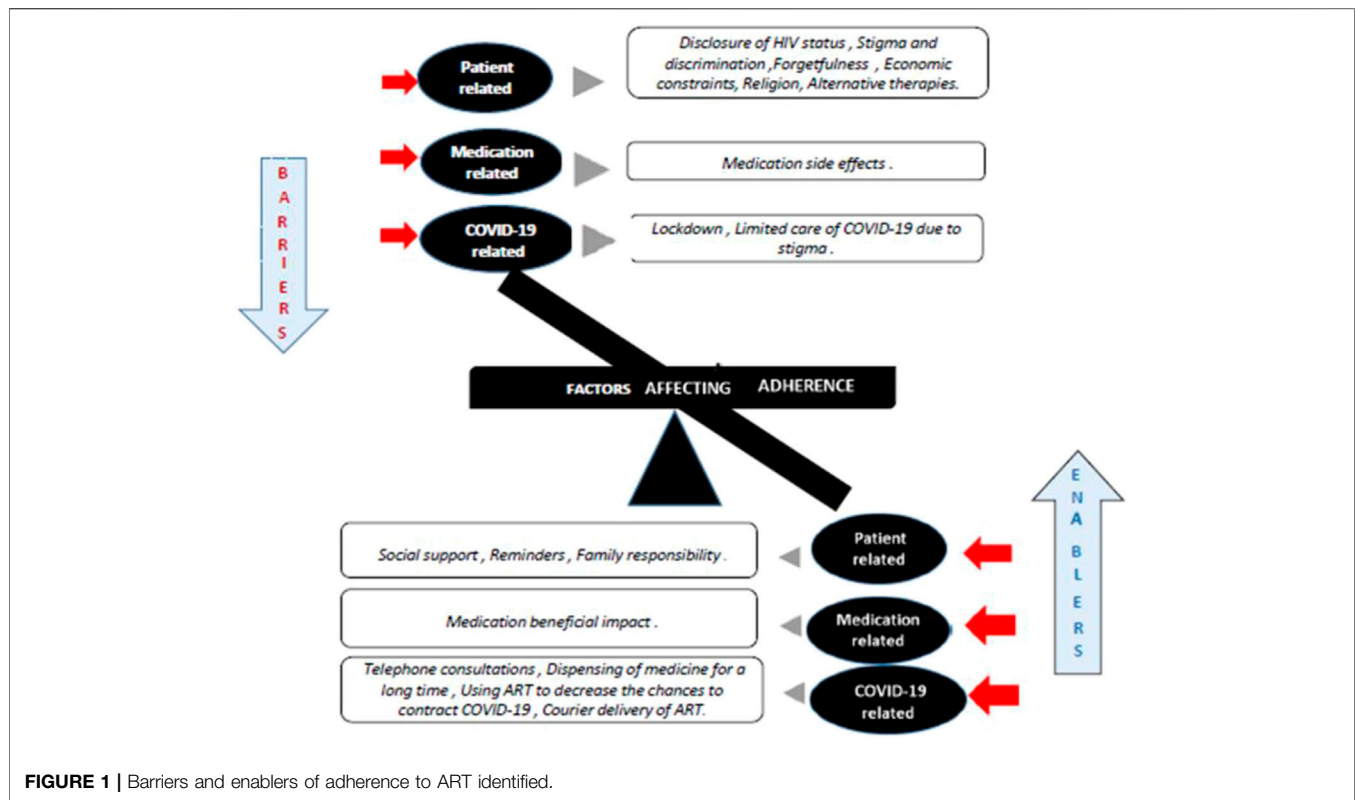 Patient
related
Disclosure of HIV status , Stigma and
discrimination ,Forgetfulness , Economic
constraints, Religion, Alternative therapies.
Medication
related
Medication side effects .
COVID-19
related
Lockdown , Limited care of COVID-19 due to
stigma .
B
A
R
R
I
E
R
S
FACTORS AFFECTING ADHERENCE
E
N
A
B
L
E
R
S
Social support , Reminders , Family responsibility .
Patient
related
Medication beneficial impact .
Medication
related
Telephone consultations , Dispensing of medicine for a
long time , Using ART to decrease the chances to
contract COVID-19 , Courier delivery of ART.
COVID-19
related
FIGURE 1 | Barriers and enablers of adherence to ART identified.